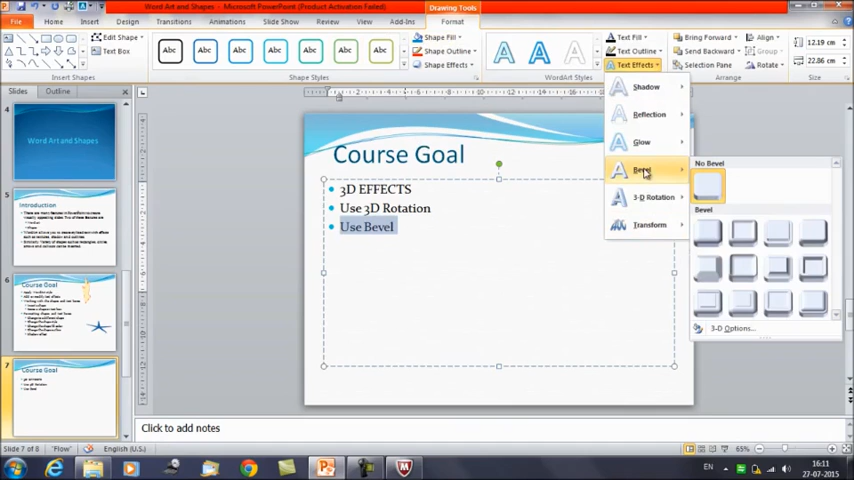 Word Art and Shapes - Microsoft PowerPoint (Product Activation Failed)
Drawing Tools
File
Home
Insert
Design
Transitions
Animations
Slide Show
Review
View
Add-Ins
Format
Edit Shape
Text Box
Insert Shapes
Abc
Abc
Abc
Abc
Abc
Abc
Shape Fill
Shape Outline
Shape Effects
Shape Styles
A
A
A
WordArt Styles
Text Fill
Text Outline
Text Effects
Bring Forward
Send Backward
Selection Pane
Align
Group
Rotate
Arrange
12.19 cm
22.86 cm
Size
Slides
Outline
4
Word Art and Shapes
5
Introduction
6
Course Goal
7
Course Goal
Course Goal
3D EFFECTS
Use 3D Rotation
Use Bevel
Shadow
Reflection
Glow
Bevel
3-D Rotation
Transform
No Bevel
Bevel
3-D Options...
Click to add notes
Slide 7 of 8
"Flow"
English (U.S.)
65%
EN
16:11
27-07-2015